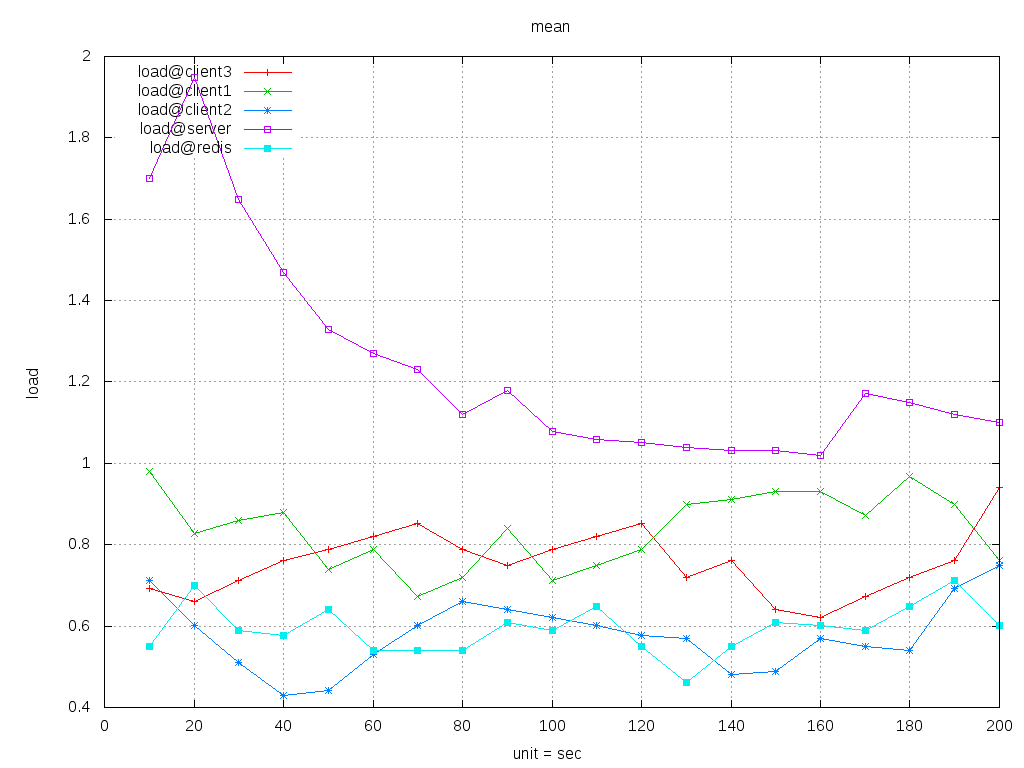 mean
2
1.8
1.6
1.4
1.2
1
0.8
0.6
0.4
load
load@client3
load@client1
load@client2
load@server
load@redis
0 20 40 60 80 100 120 140 160 180 200
unit = sec